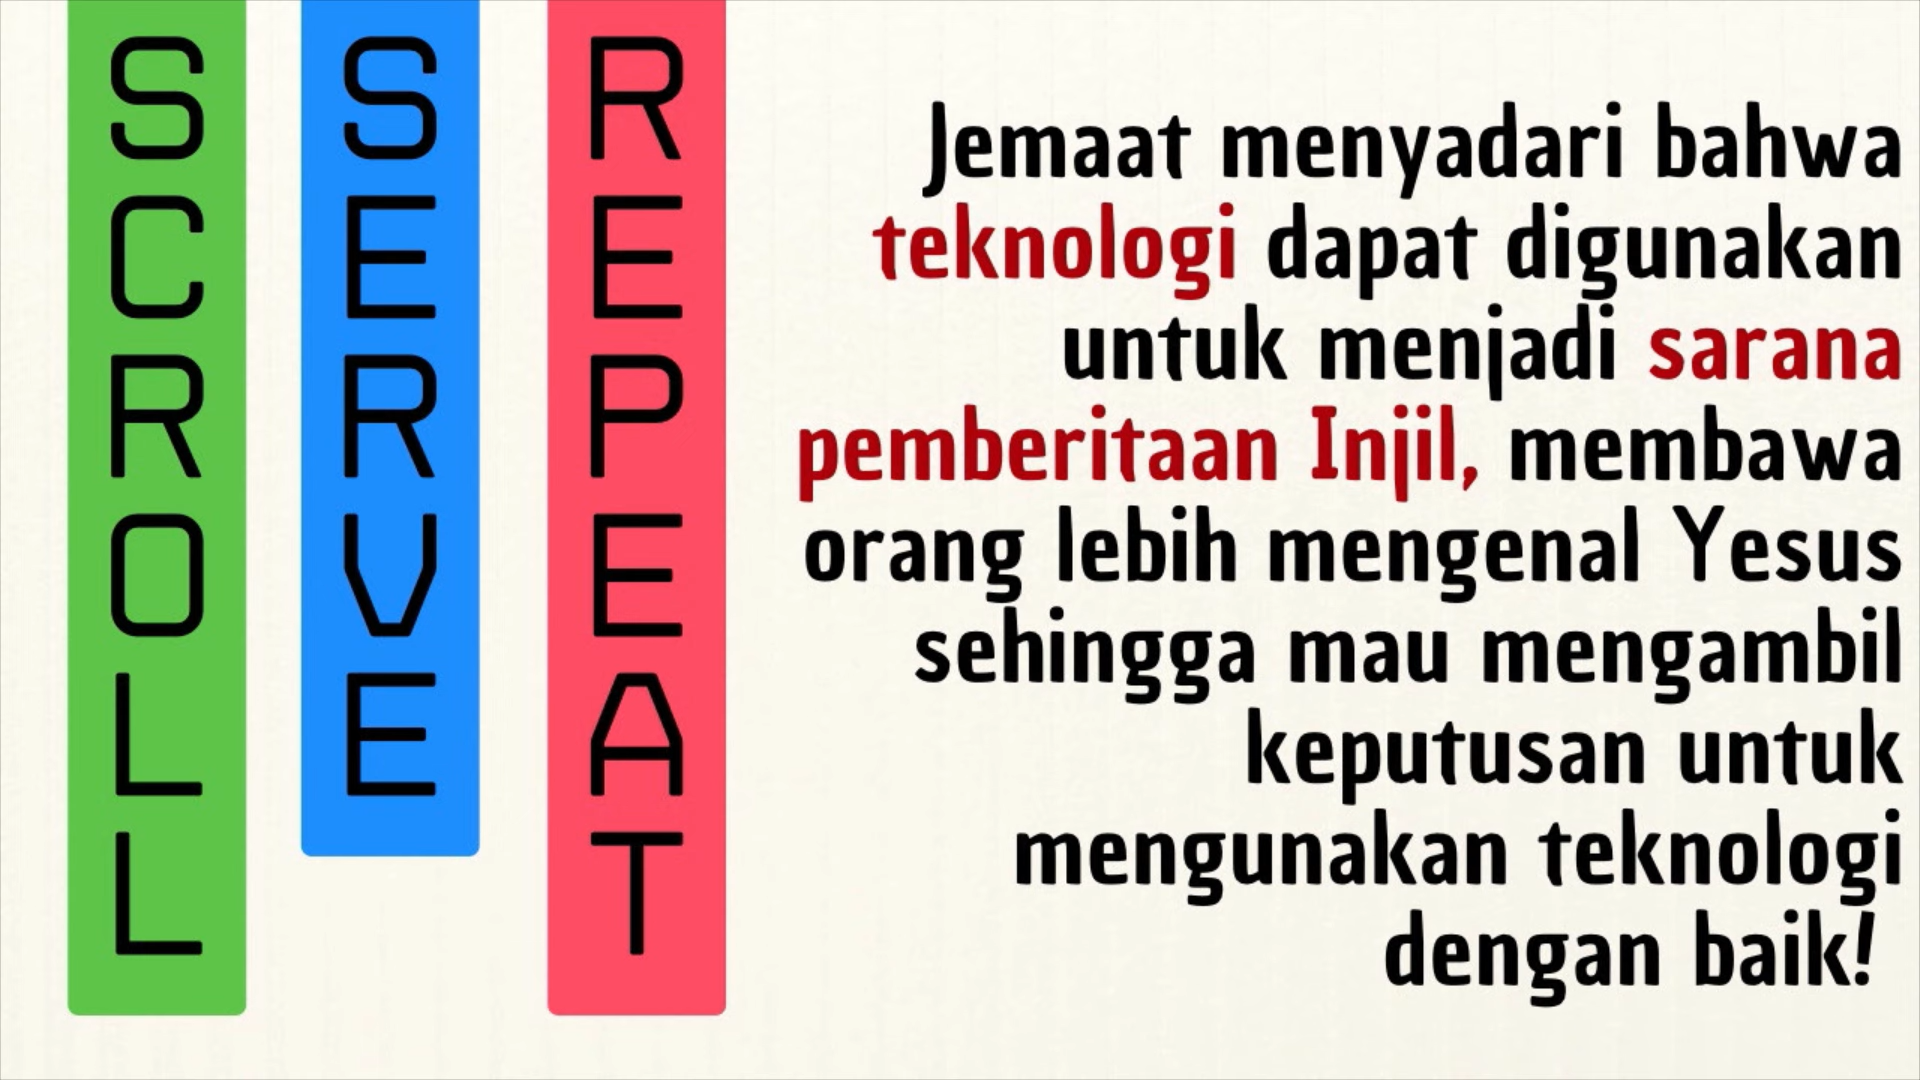 SCROLL
SERVE
REPEAT
Jemaat menyadari bahwa
teknologi dapat digunakan
untuk menjadi sarana
pemberitaan Injil, membawa
orang lebih mengenal Yesus
sehingga mau mengambil
keputusan untuk
mengunakan teknologi
dengan baik!